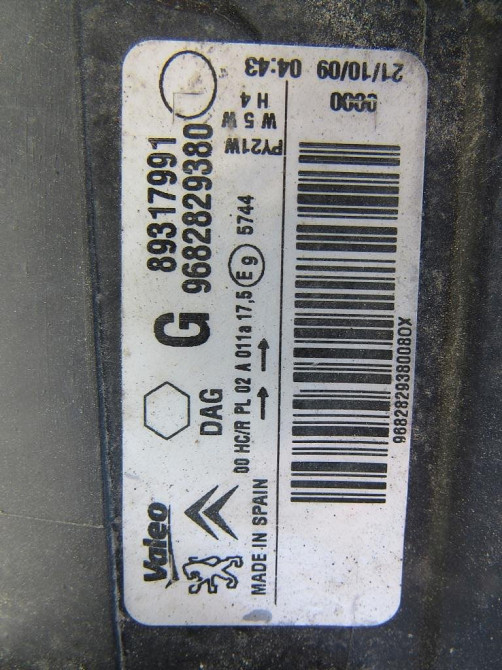 Valeo
DAG
G
89317991
9682829380
MADE IN SPAIN
00 HC/R PL 02 A 011a 17,5 E9 5744
→ →
PY21W
W5W
H4
21/10/09 04:43
0000
9682829380080X